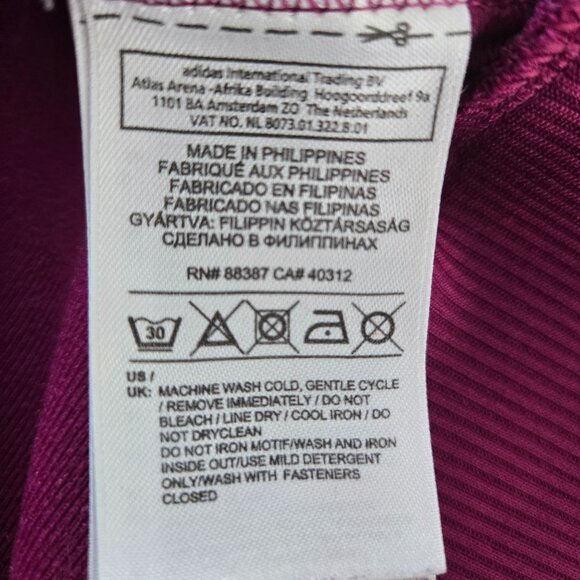 adidas International Trading BV
Atlas Arena -Afrika Building Hoogoorddreef 9a
1101 BA Amsterdam ZO The Netherlands
VAT NO. NL 8073.01.322.B.01
MADE IN PHILIPPINES
FABRIQUÉ AUX PHILIPPINES
FABRICADO EN FILIPINAS
FABRICADO NAS FILIPINAS
GYÁRTVA: FILIPPIN KÖZTÁRSASÁG
СДЕЛАНО В ФИЛИППИНАХ
RN# 88387 CA# 40312
30
US /
UK: MACHINE WASH COLD, GENTLE CYCLE
/ REMOVE IMMEDIATELY / DO NOT
BLEACH / LINE DRY / COOL IRON / DO
NOT DRYCLEAN
DO NOT IRON MOTIF/WASH AND IRON
INSIDE OUT/USE MILD DETERGENT
ONLY/WASH WITH FASTENERS
CLOSED